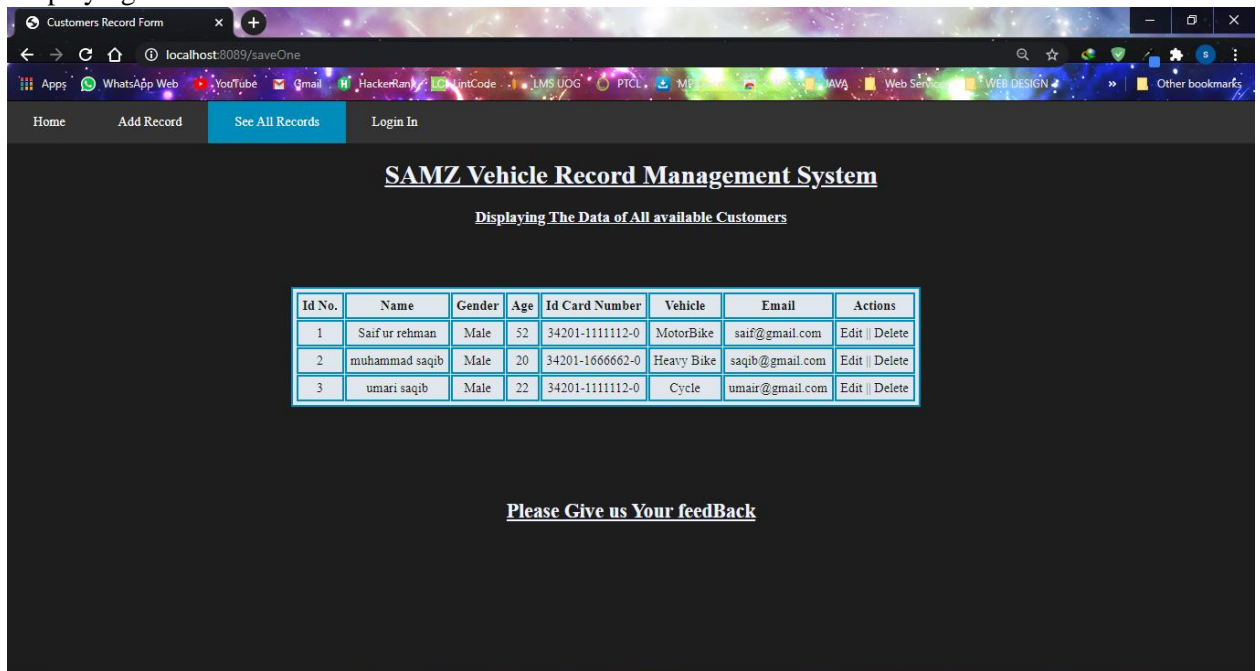 Customers Record Form
localhost:8089/saveOne
Apps WhatsApp Web YouTube Gmail HackerRank LintCode LMS UOG PTCL JAVA Web Service WEB DESIGN » Other bookmarks
Home Add Record See All Records Login In
SAMZ Vehicle Record Management System
Displaying The Data of All available Customers
Id No. Name Gender Age Id Card Number Vehicle Email Actions
1 Saif ur rehman Male 52 34201-1111112-0 MotorBike saif@gmail.com Edit || Delete
2 muhammad saqib Male 20 34201-1666662-0 Heavy Bike saqib@gmail.com Edit || Delete
3 umari saqib Male 22 34201-1111112-0 Cycle umair@gmail.com Edit || Delete
Please Give us Your feedBack